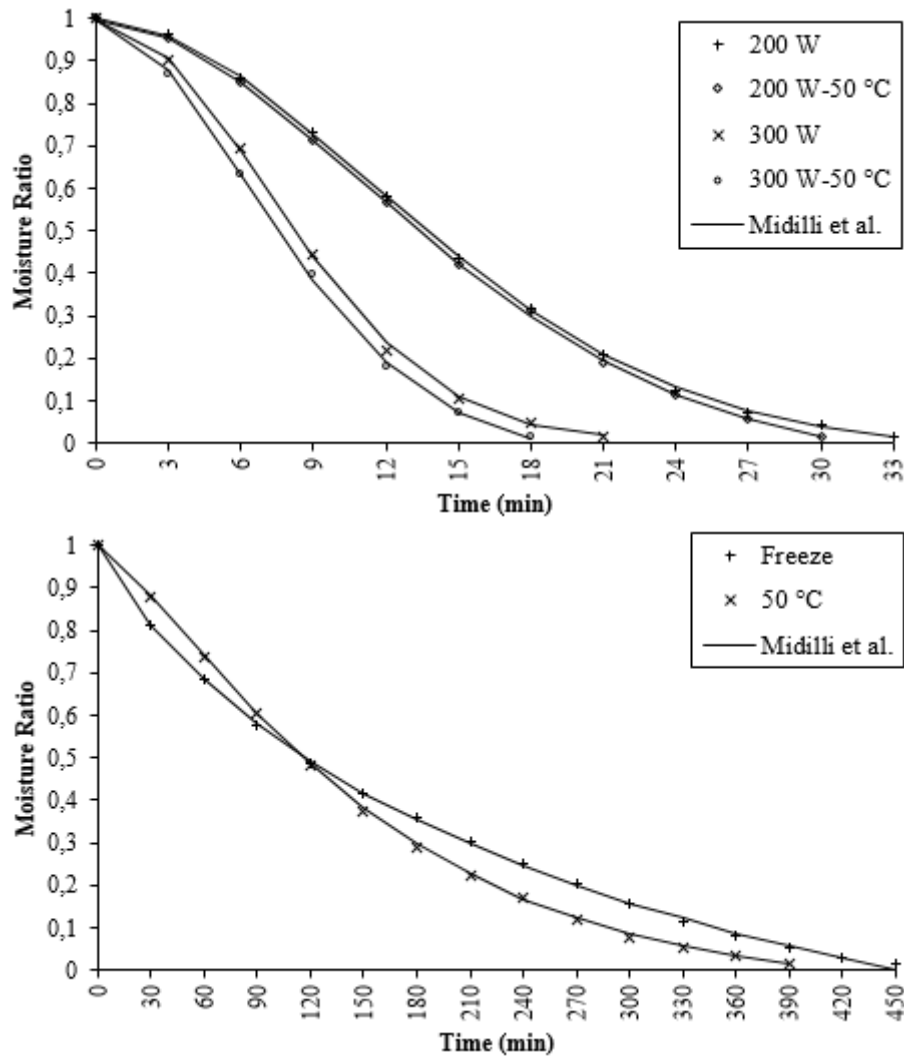 1
0,9
0,8
0,7
0,6
0,5
0,4
0,3
0,2
0,1
0
Moisture Ratio
0 3 6 9 12 15 18 21 24 27 30 33
Time (min)
200 W
200 W-50 °C
300 W
300 W-50 °C
Midilli et al.
1
0,9
0,8
0,7
0,6
0,5
0,4
0,3
0,2
0,1
0
Moisture Ratio
0 30 60 90 120 150 180 210 240 270 300 330 360 390 420 450
Time (min)
Freeze
50 °C
Midilli et al.